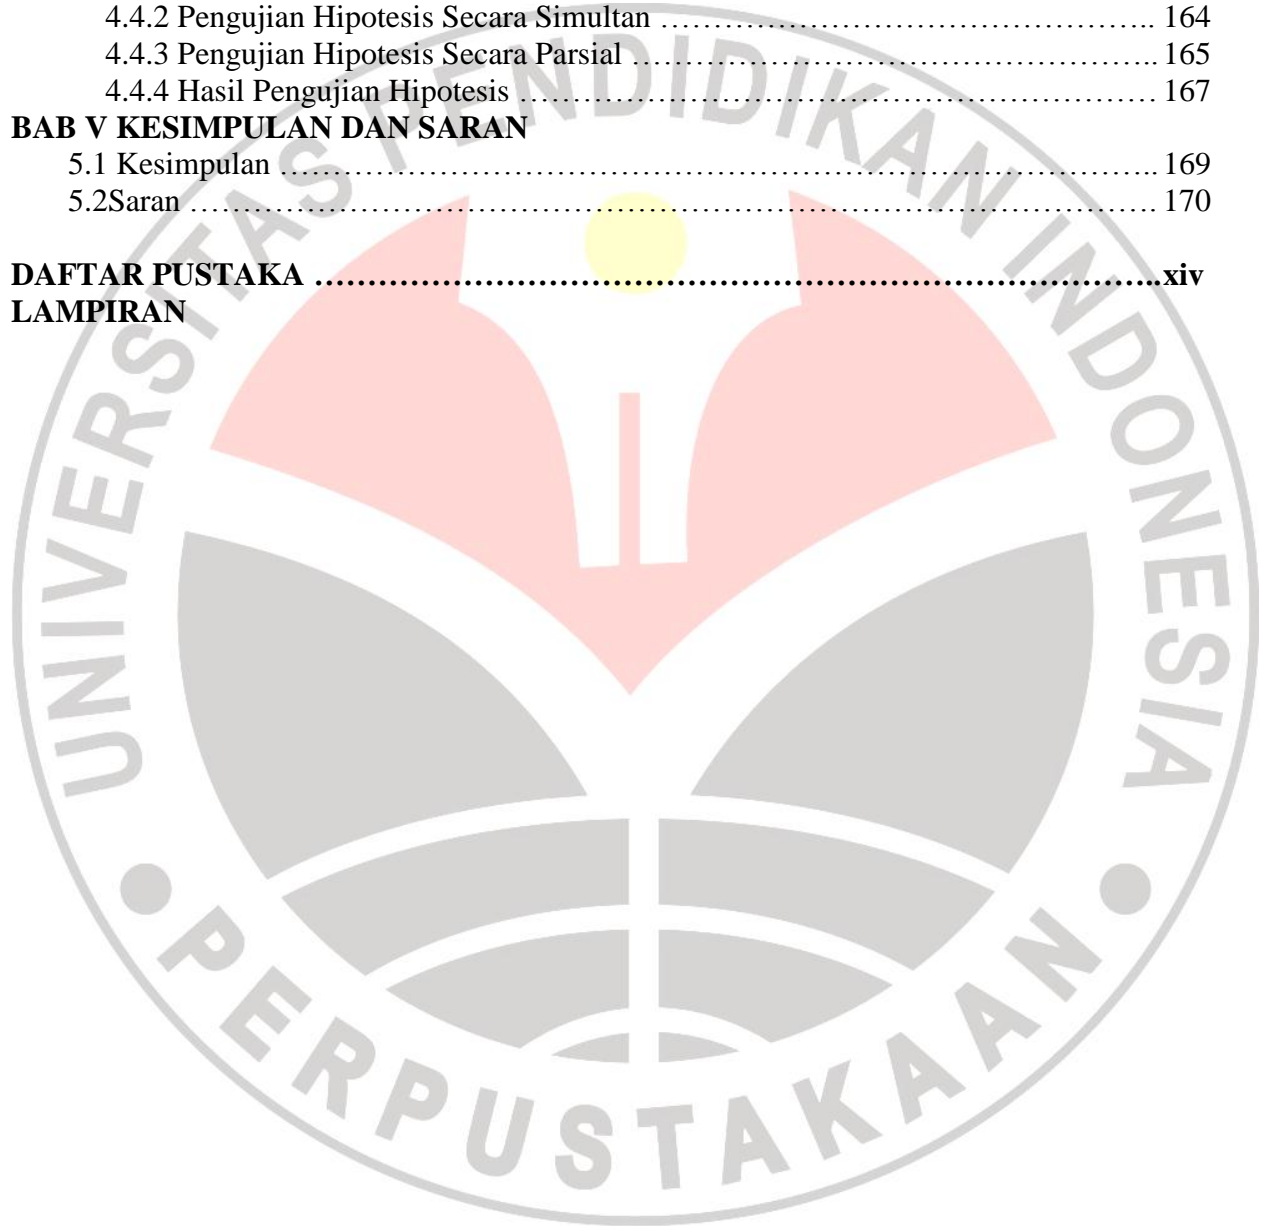 4.4.2 Pengujian Hipotesis Secara Simultan ………………………………………….. 164
4.4.3 Pengujian Hipotesis Secara Parsial …………………………………………….. 165
4.4.4 Hasil Pengujian Hipotesis ……………………………………………………… 167
BAB V KESIMPULAN DAN SARAN
5.1 Kesimpulan ………………………………………………………………………….. 169
5.2Saran …………………………………………………………………………………. 170
DAFTAR PUSTAKA ……………………………………………………………………..xiv
LAMPIRAN
UNIVERSITAS PENDIDIKAN INDONESIA
PERPUSTAKAAN